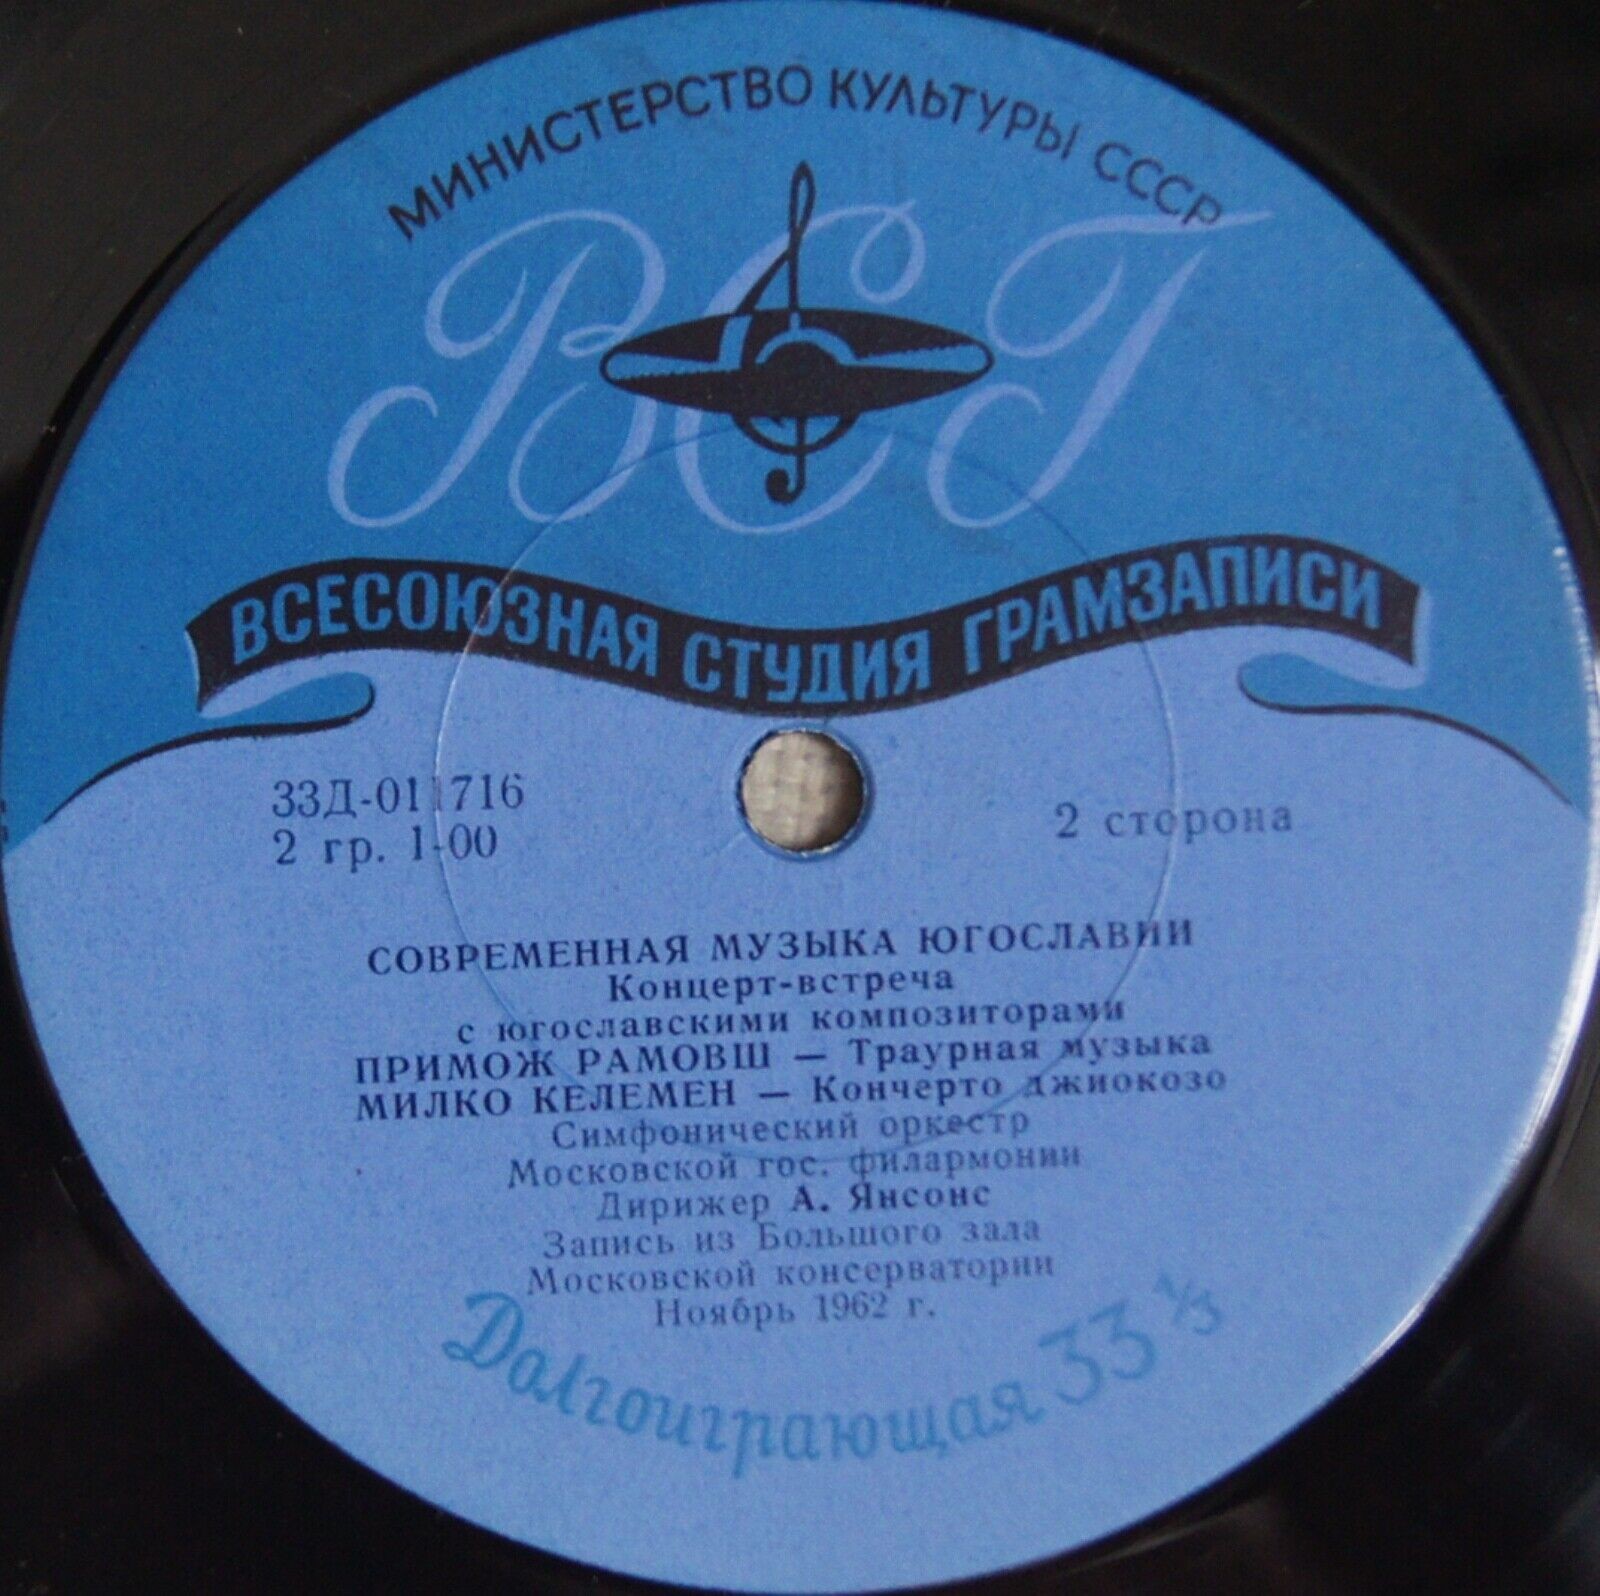 МИНИСТЕРСТВО КУЛЬТУРЫ СССР
ВСГ
ВСЕСОЮЗНАЯ СТУДИЯ ГРАМЗАПИСИ
33Д-011716
2 гр. 1-00
2 сторона
СОВРЕМЕННАЯ МУЗЫКА ЮГОСЛАВИИ
Концерт-встреча
с югославскими композиторами
ПРИМОЖ РАМОВШ — Траурная музыка
МИЛКО КЕЛЕМЕН — Кончерто джиокозо
Симфонический оркестр
Московской гос. филармонии
Дирижер А. Янсонс
Запись из Большого зала
Московской консерватории
Ноябрь 1962 г.
Долгоиграющая 33 1/3